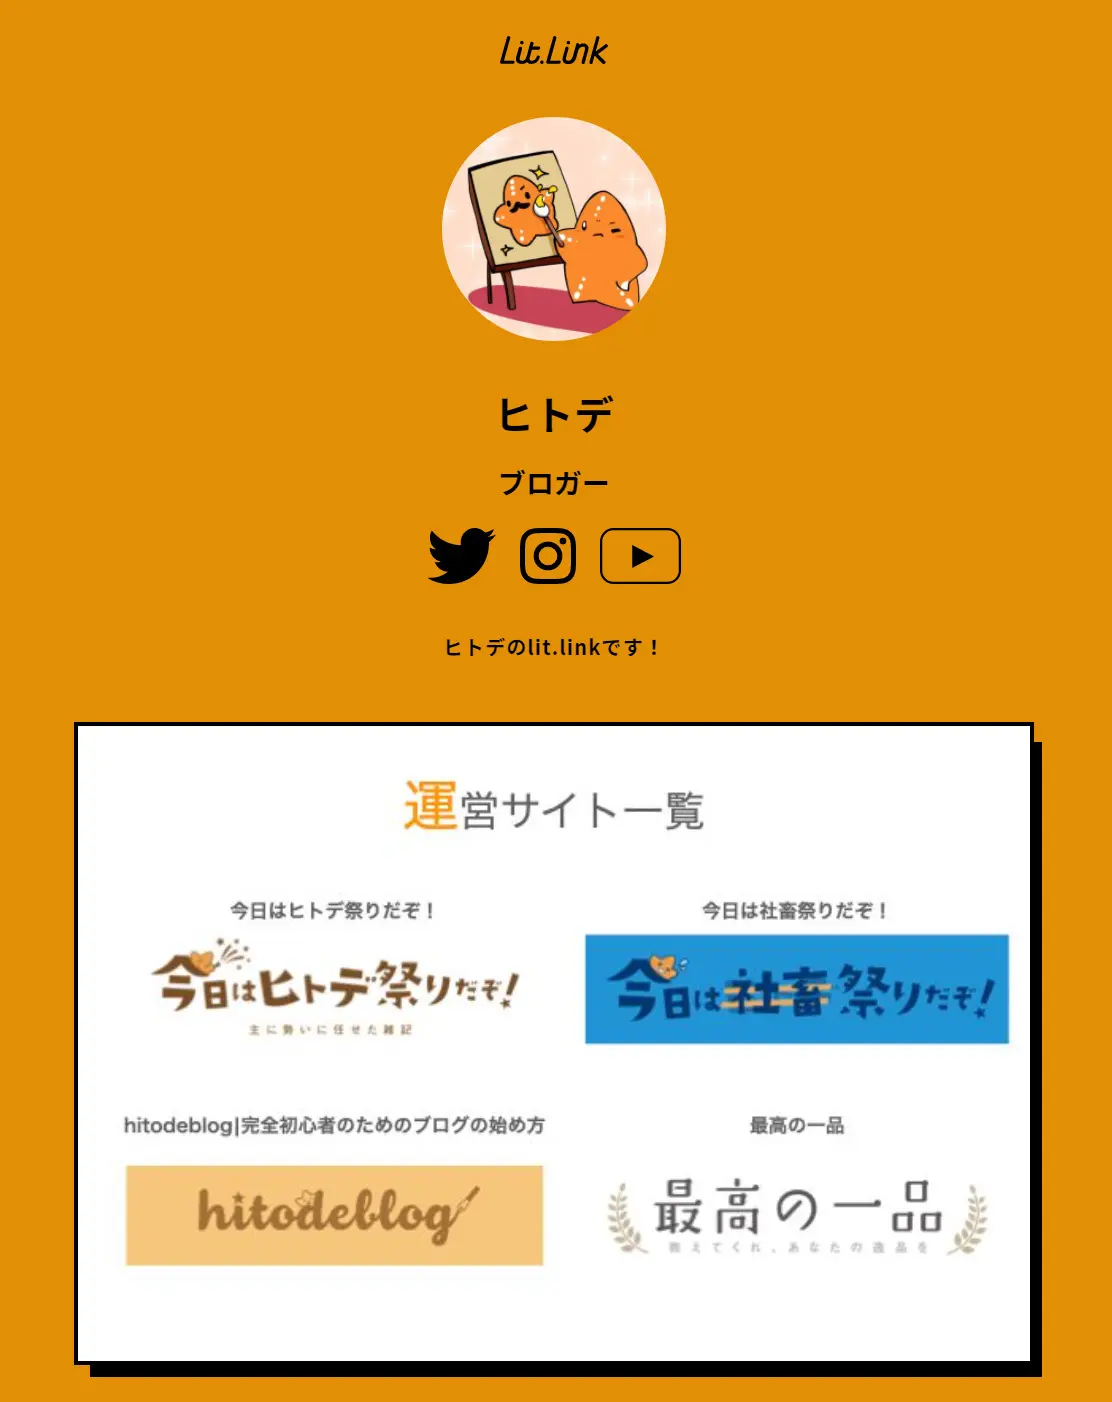 Lit.Link
ヒトデ
ブロガー
ヒトデのlit.linkです！
運営サイト一覧
今日はヒトデ祭りだぞ！
今日は社畜祭りだぞ！
今日はヒトデ祭りだぞ!
主に勢いに任せた雑記
今日は社畜祭りだぞ!
hitodeblog|完全初心者のためのブログの始め方
最高の一品
hitodeblog
最高の一品
教えてくれ、あなたの逸品を